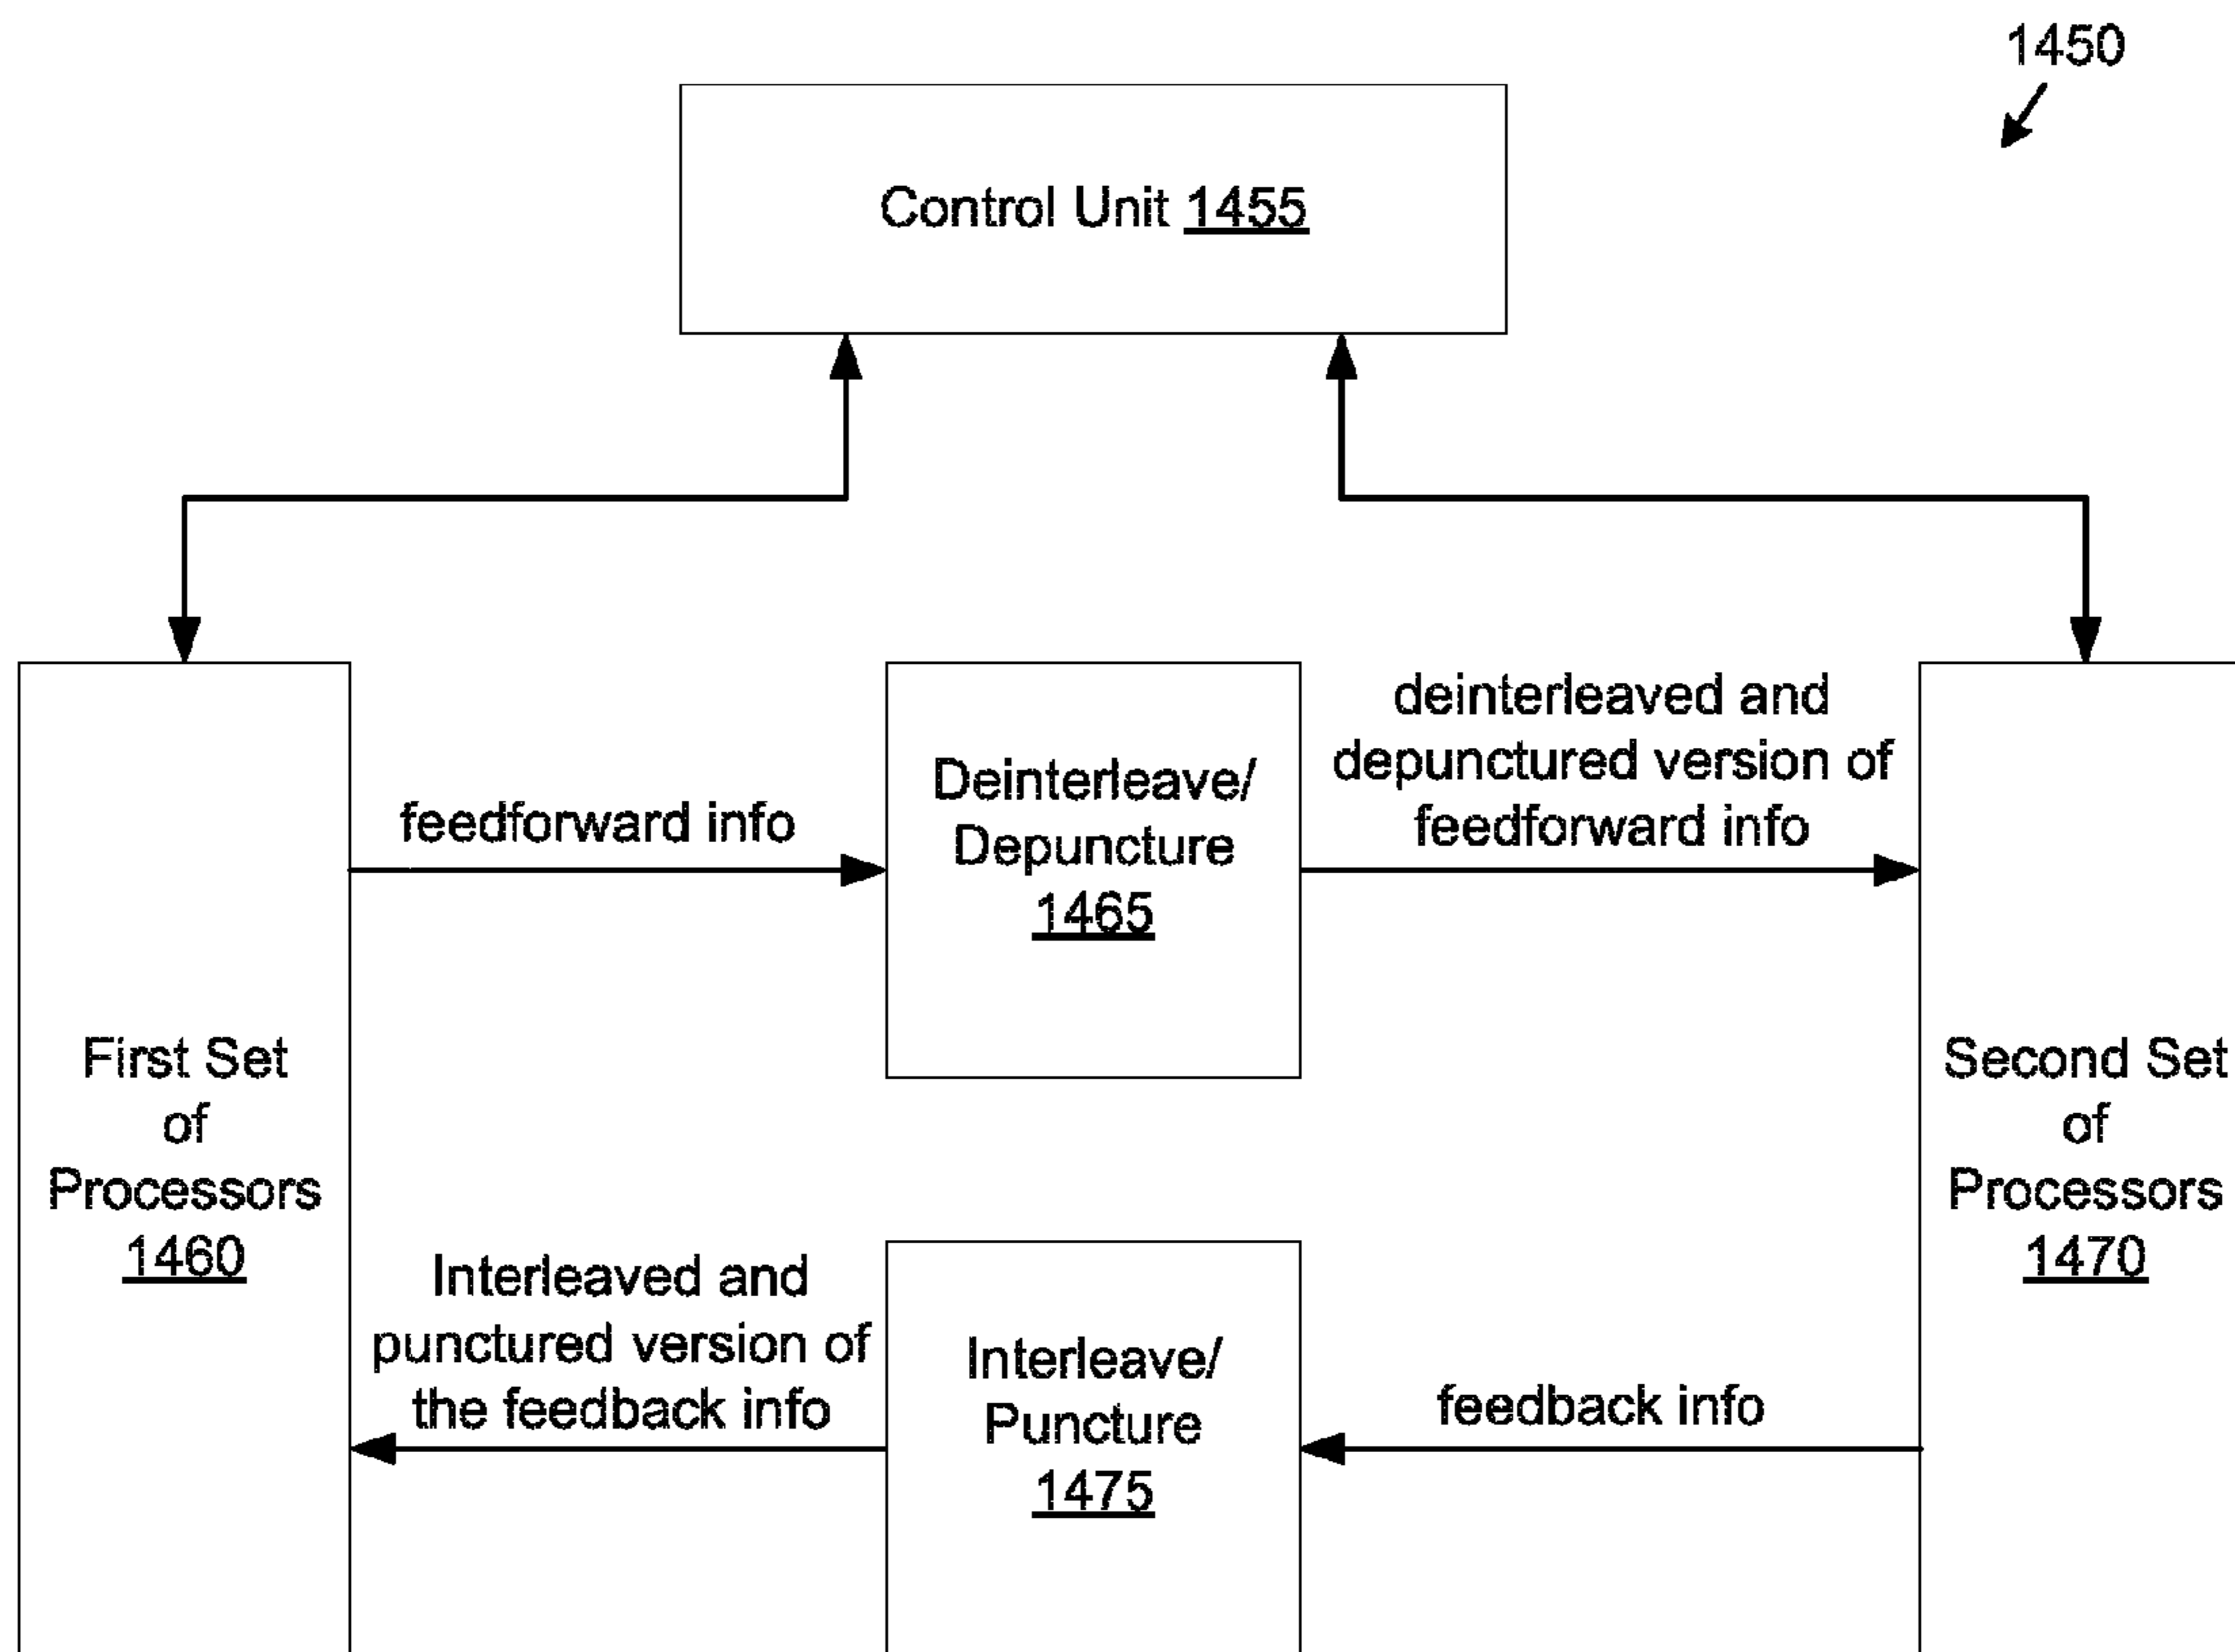 1450
Control Unit 1455
feedforward info
Deinterleave/
Depuncture
1465
deinterleaved and
depunctured version of
feedforward info
First Set
of
Processors
1460
Second Set
of
Processors
1470
Interleaved and
punctured version of
the feedback info
Interleave/
Puncture
1475
feedback info